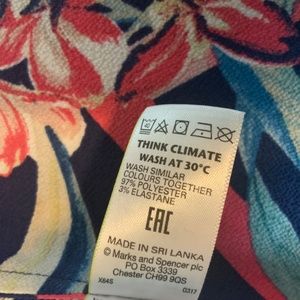 THINK CLIMATE
WASH AT 30°C
WASH SIMILAR
COLOURS TOGETHER
97% POLYESTER
3% ELASTANE
EAC
MADE IN SRI LANKA
© Marks and Spencer plc
PO Box 3339
Chester CH99 9QS
X64S 0317